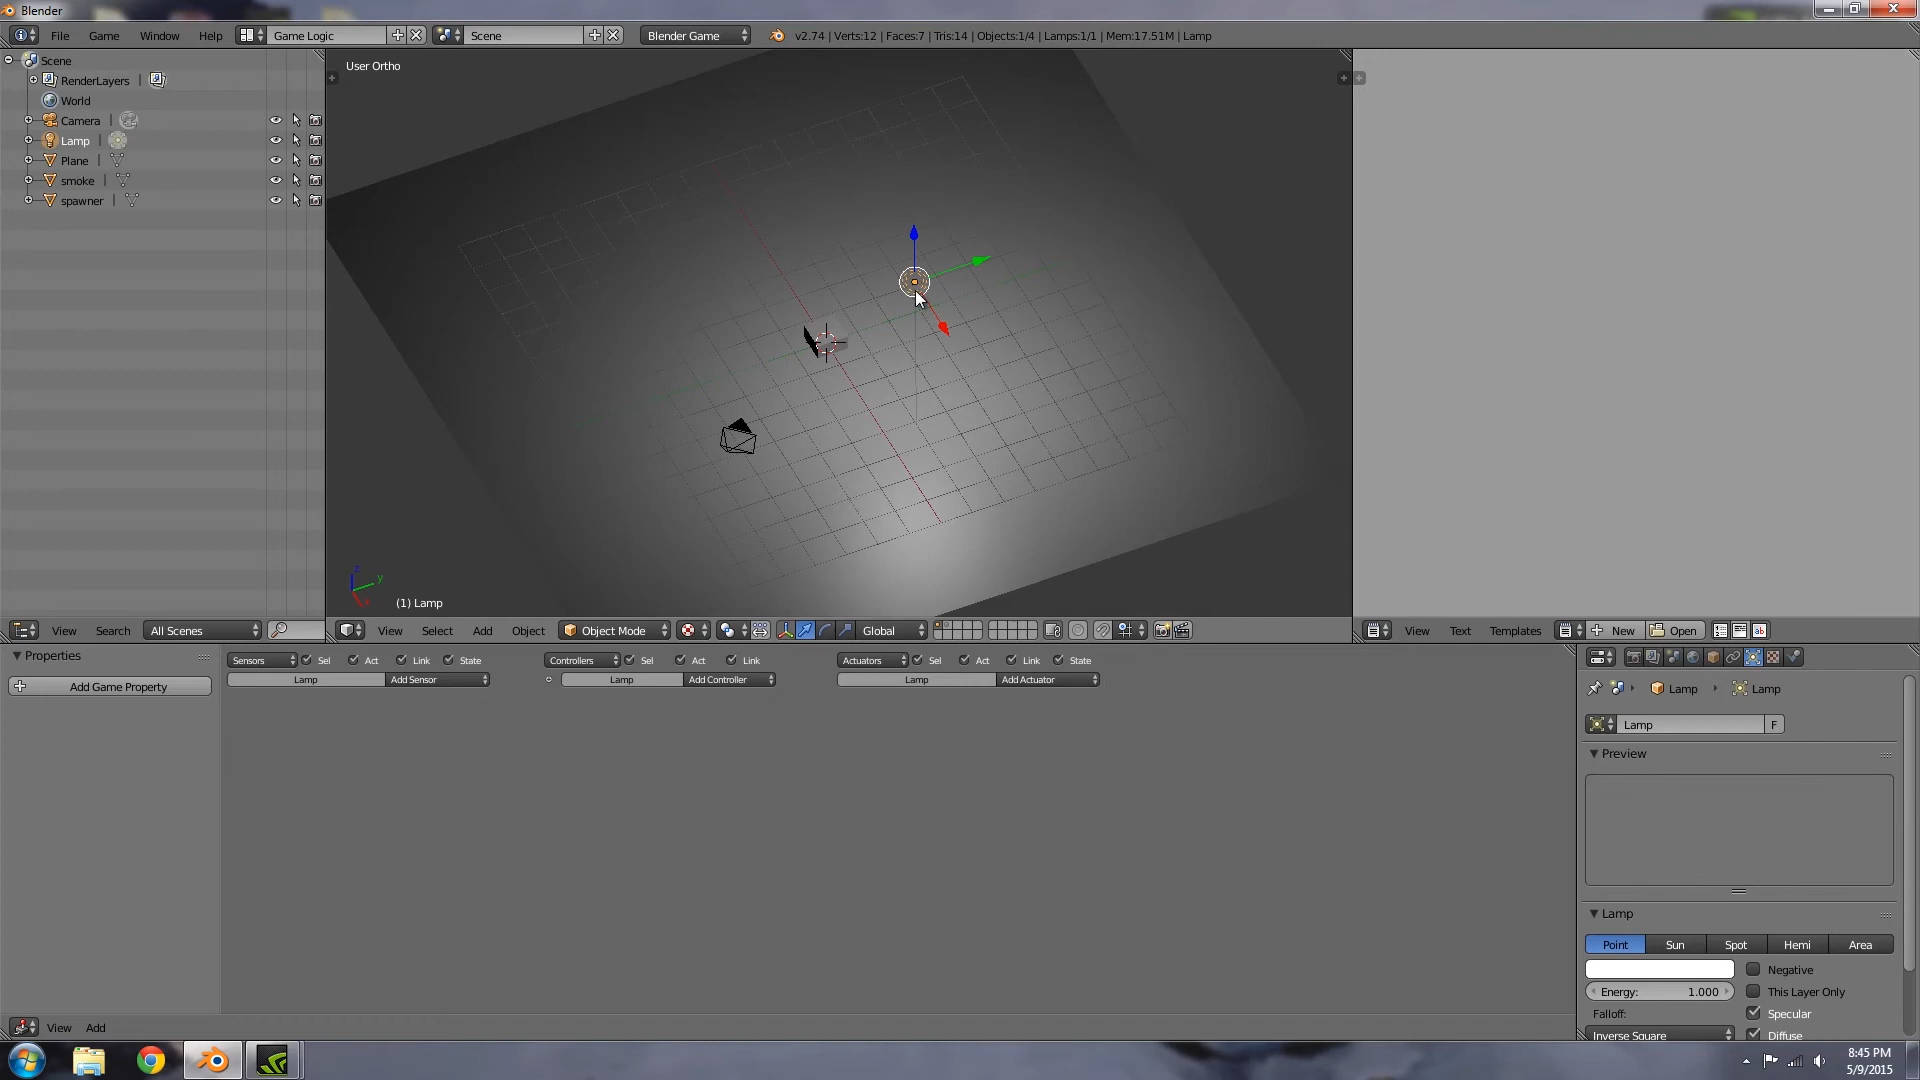 Blender
File Game Window Help Game Logic Scene Blender Game v2.74 | Verts:12 | Faces:7 | Tris:14 | Objects:1/4 | Lamps:1/1 | Mem:17.51M | Lamp
Scene
RenderLayers
World
Camera
Lamp
Plane
smoke
spawner
User Ortho
z
y
x
(1) Lamp
View Search All Scenes
View Select Add Object Object Mode Global
View Text Templates New Open
Properties
Add Game Property
Sensors Sel Act Link State
Lamp Add Sensor
Controllers Sel Act Link
Lamp Add Controller
Actuators Sel Act Link State
Lamp Add Actuator
Lamp Lamp
Lamp F
Preview
Lamp
Point Sun Spot Hemi Area
Negative
Energy: 1.000 This Layer Only
Falloff: Specular
Inverse Square Diffuse
View Add
8:45 PM
5/9/2015